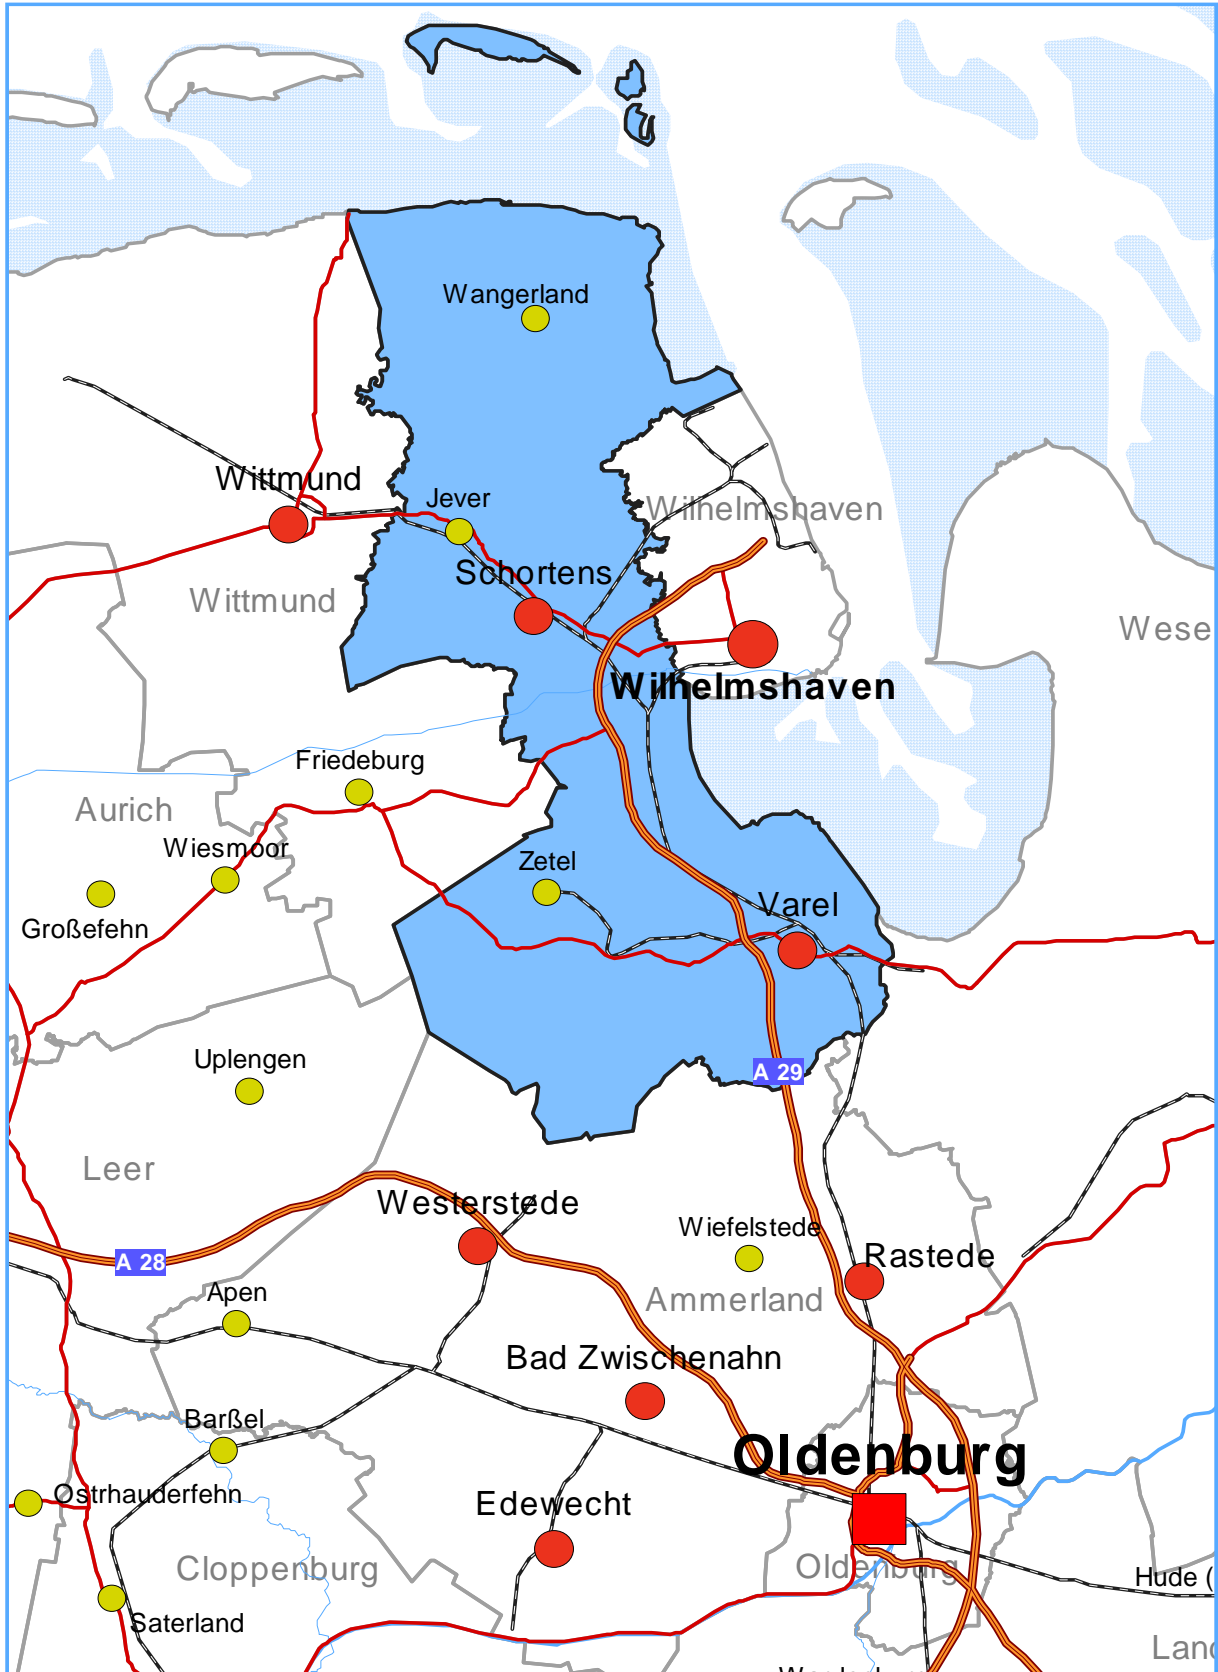 Wangerland
Wittmund
Jever
Wilhelmshaven
Schortens
Wittmund
Wese
Wilhelmshaven
Friedeburg
Aurich
Wiesmoor
Zetel
Varel
Großefehn
Uplengen
A 29
Leer
Westerstede
Wiefelstede
Rastede
A 28
Apen
Ammerland
Bad Zwischenahn
Barßel
Oldenburg
Ostrhauderfehn
Edewecht
Cloppenburg
Oldenburg
Hude (
Saterland
Land